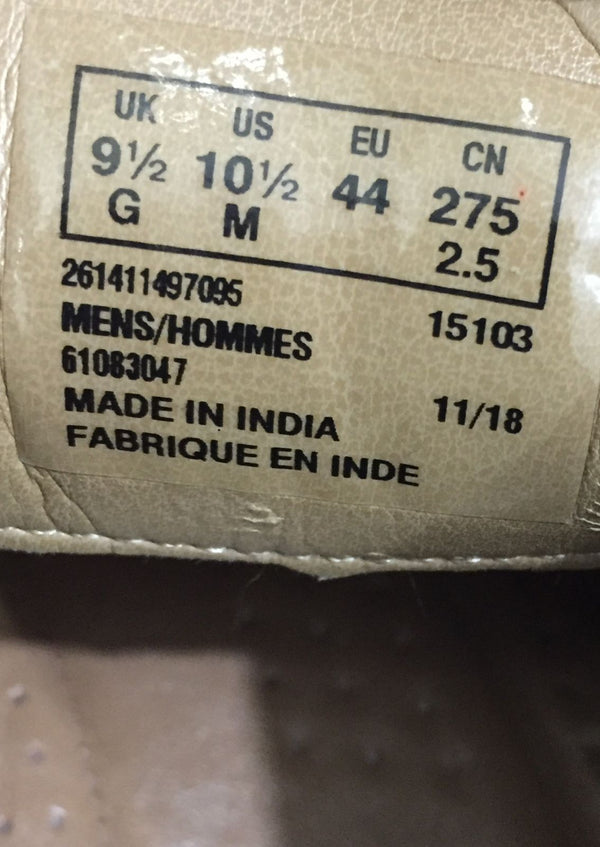 UK US EU CN
9½ 10½ 44 275
G M 2.5
261411497095
MENS/HOMMES 15103
61083047
MADE IN INDIA 11/18
FABRIQUE EN INDE